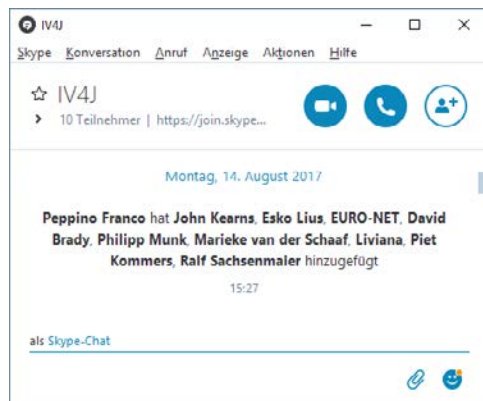 IV4J
Skype Konversation Anruf Anzeige Aktionen Hilfe
IV4J
10 Teilnehmer | https://join.skype...
Montag, 14. August 2017
Peppino Franco hat John Kearns, Esko Lius, EURO-NET, David
Brady, Philipp Munk, Marieke van der Schaaf, Liviana, Piet
Kommers, Ralf Sachsenmaler hinzugefügt
15:27
als Skype-Chat